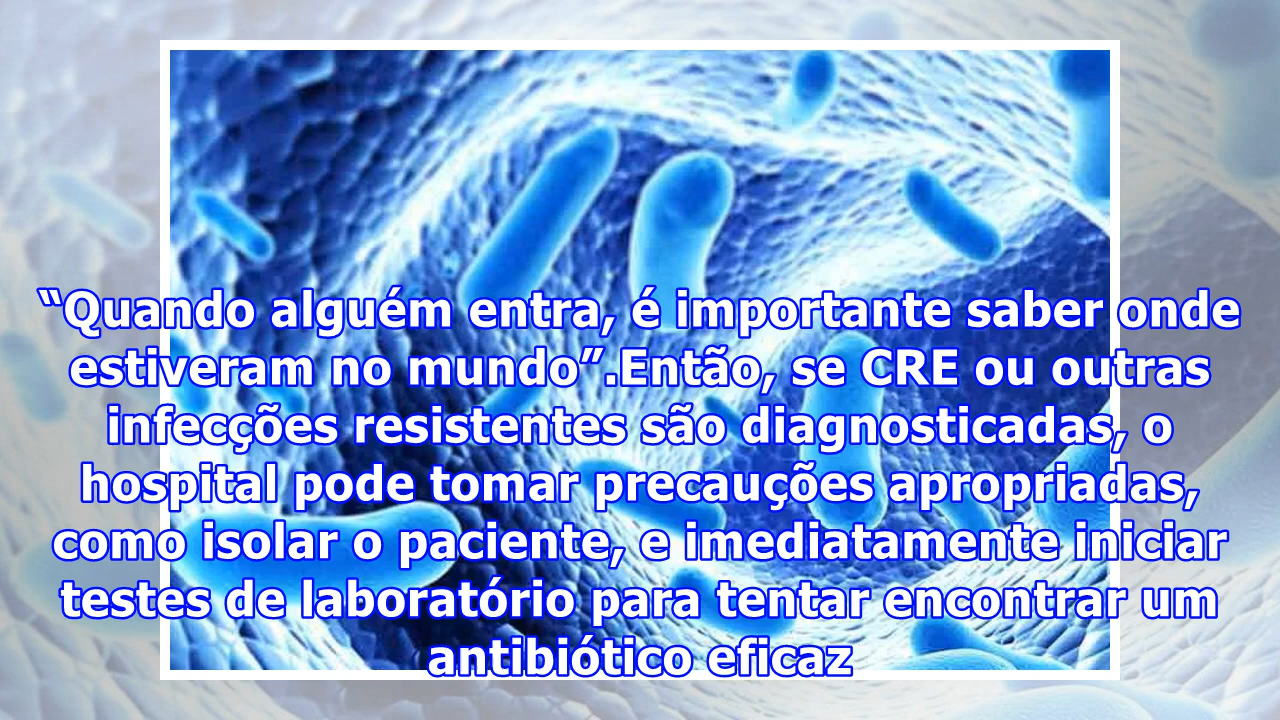 “Quando alguém entra, é importante saber onde
estiveram no mundo”.Então, se CRE ou outras
infecções resistentes são diagnosticadas, o
hospital pode tomar precauções apropriadas,
como isolar o paciente, e imediatamente iniciar
testes de laboratório para tentar encontrar um
antibiótico eficaz